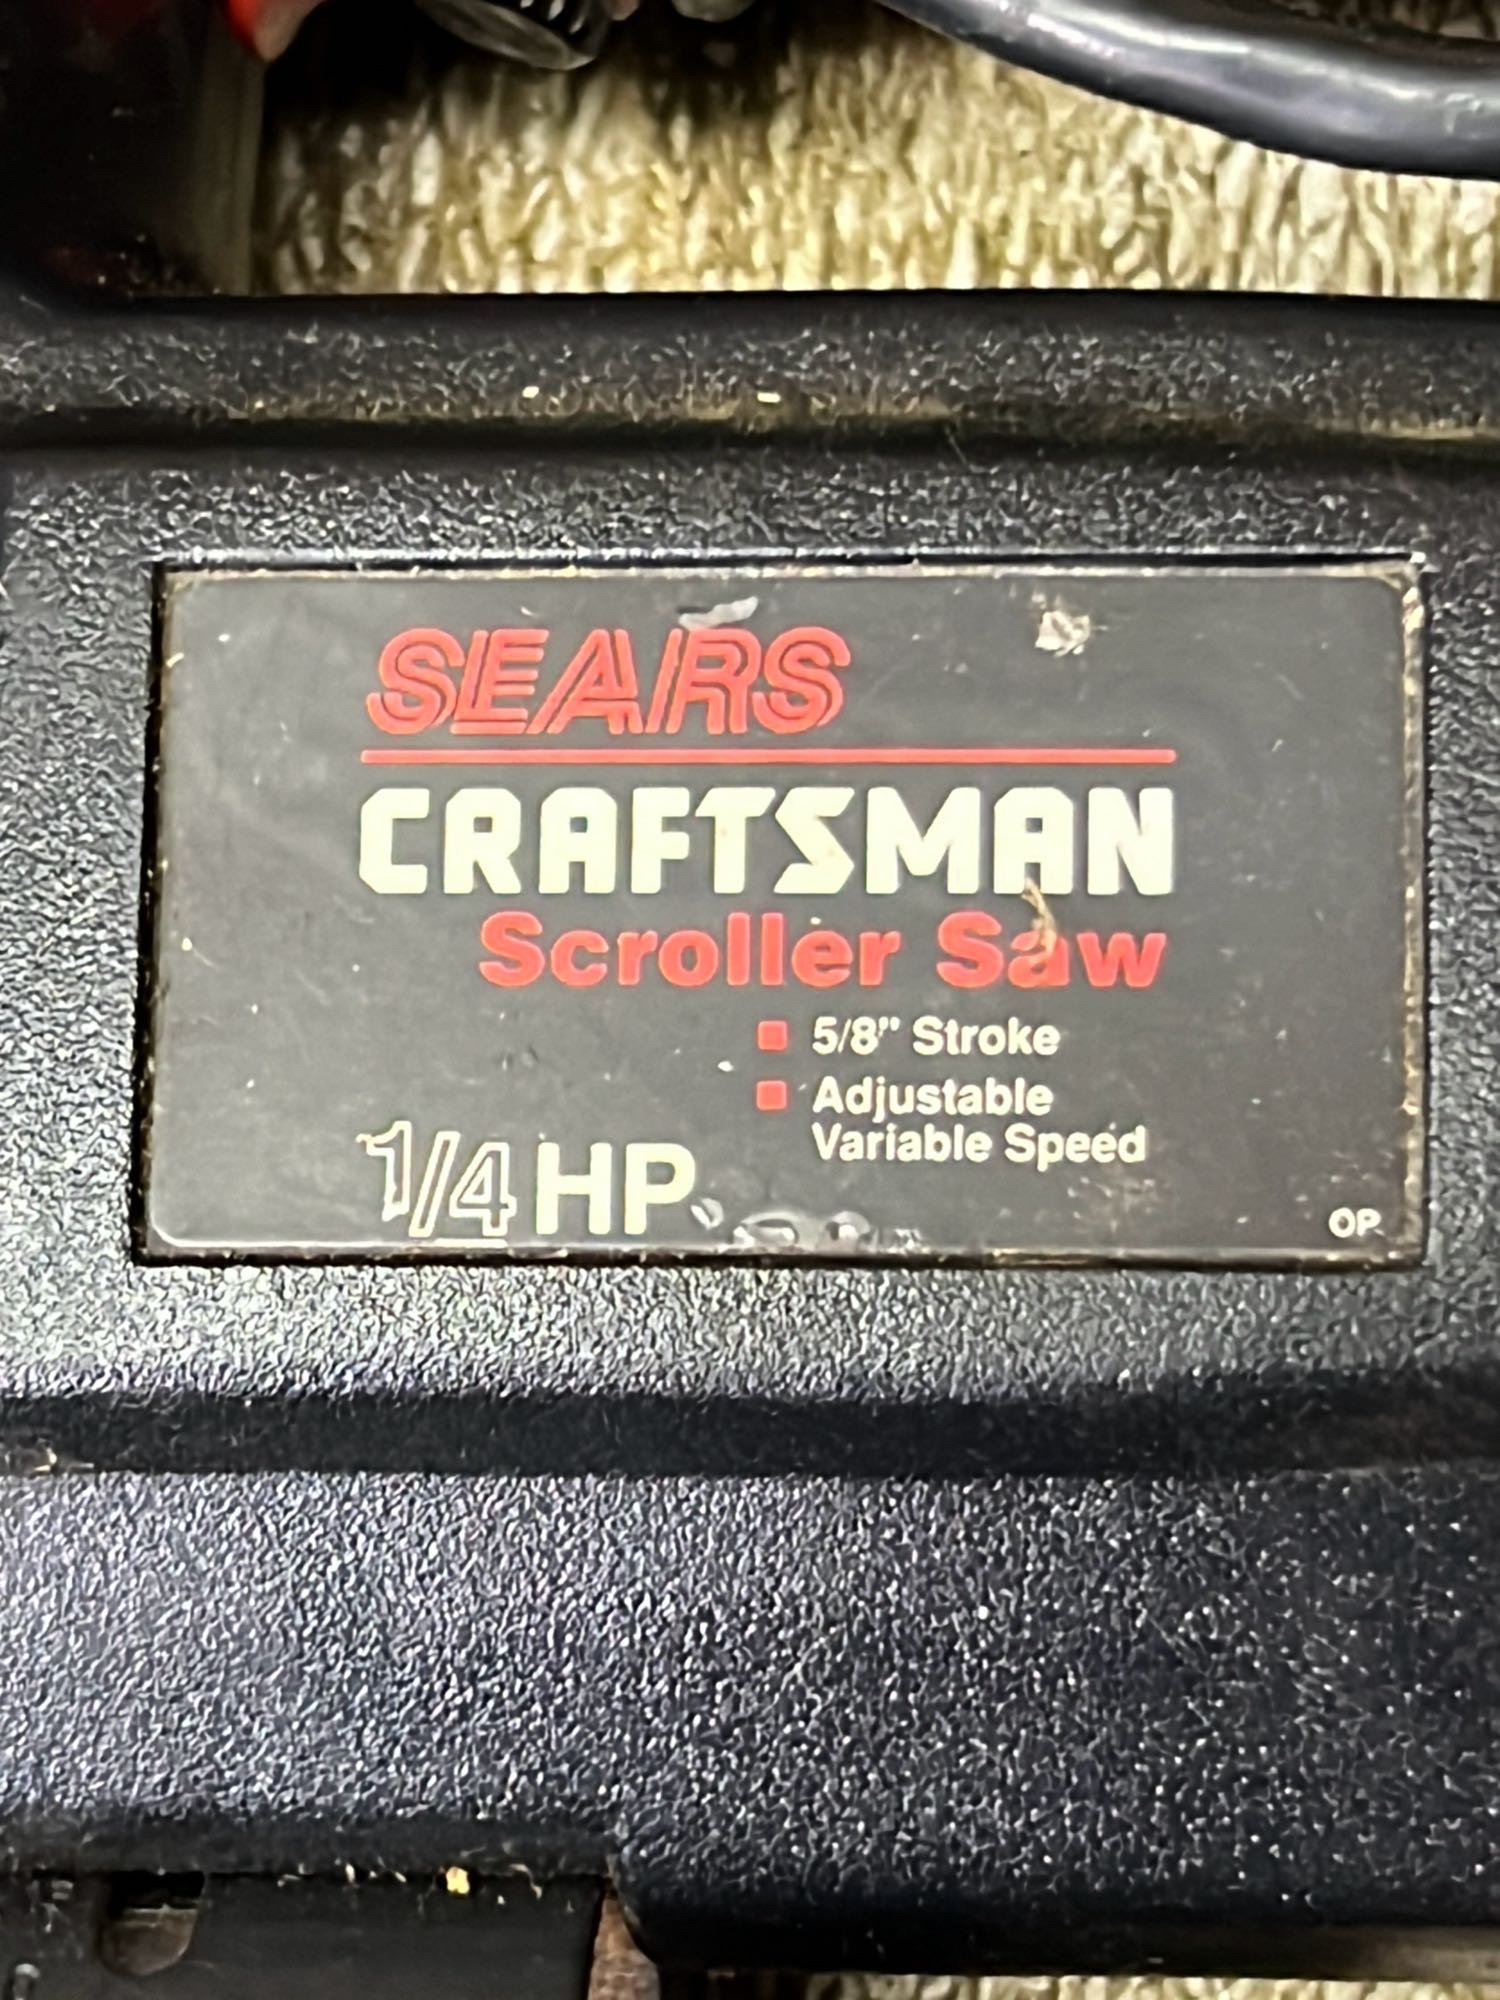 SEARS
CRAFTSMAN
Scroller Saw
5/8" Stroke
Adjustable
Variable Speed
1/4 HP
OP